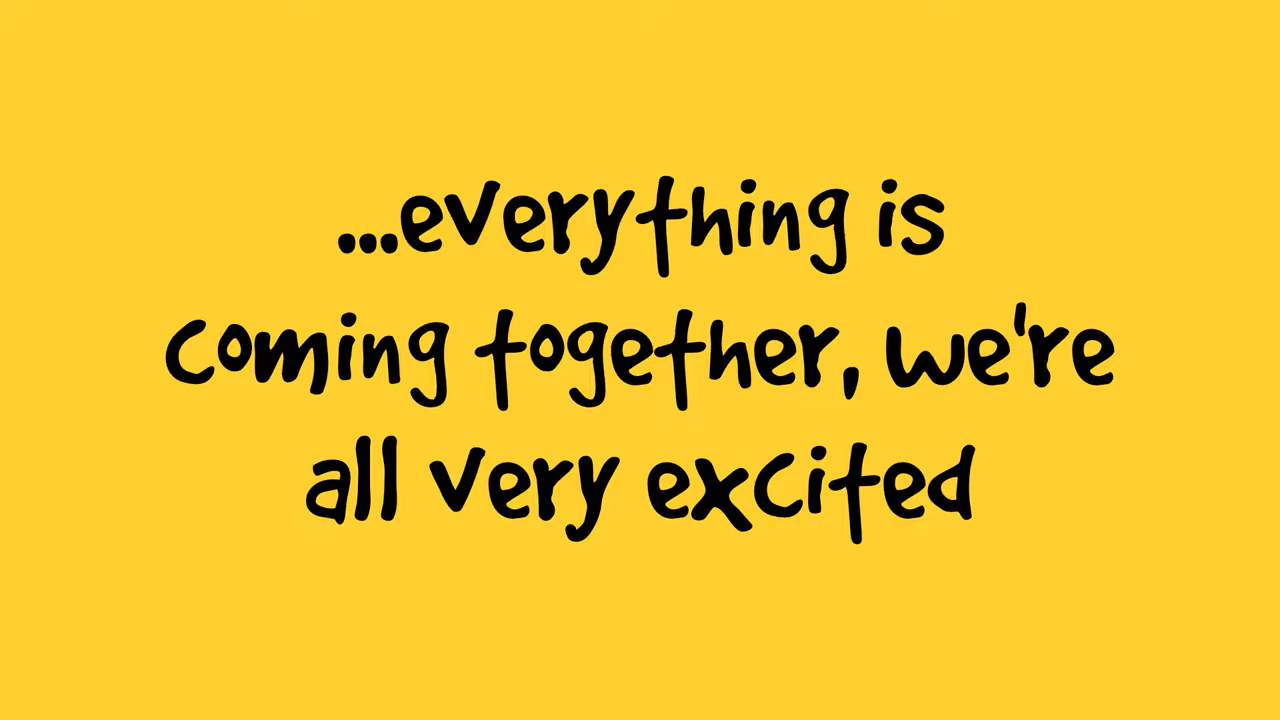 ...everything is
coming together, we're
all very excited